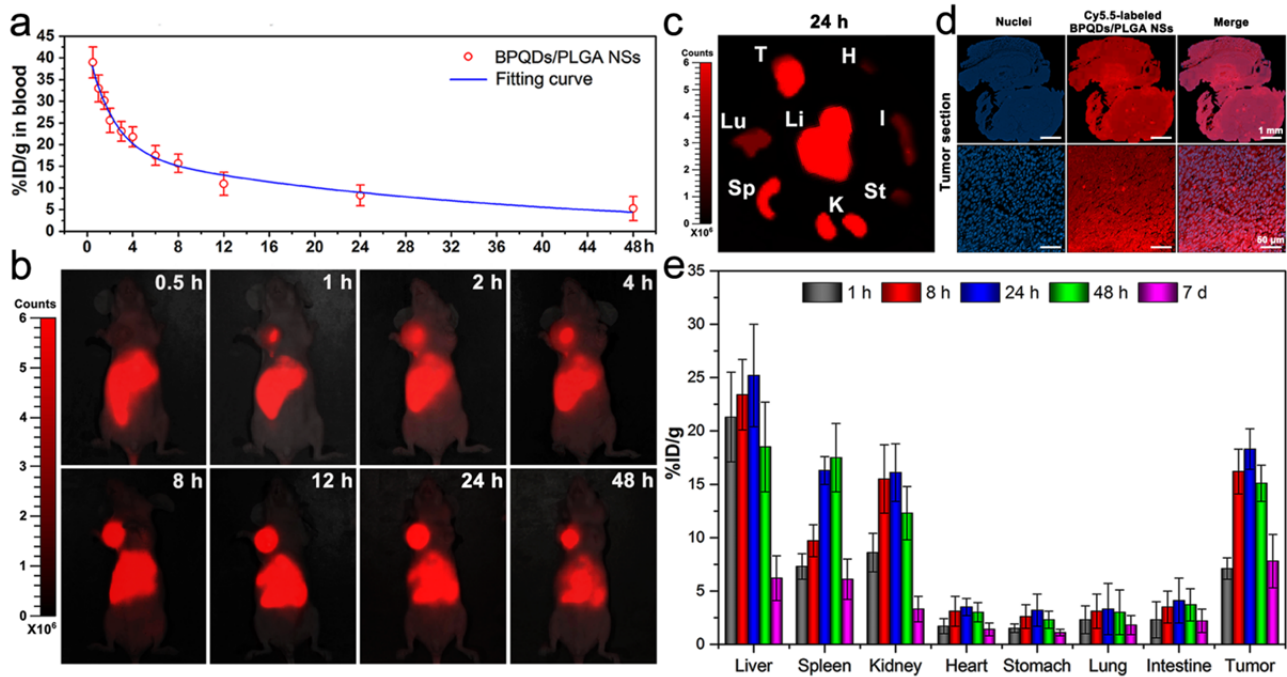 a
45
40
35
30
25
20
15
10
5
0
%ID/g in blood
BPQDs/PLGA NSs
Fitting curve
0 4 8 12 16 20 24 28 32 36 40 44 48 h
b
Counts
6
5
4
3
2
1
0
X10⁶
0.5 h 1 h 2 h 4 h
8 h 12 h 24 h 48 h
c
24 h
Counts
6
5
4
3
2
1
0
X10⁶
T H
Lu Li I
Sp K St
d
Nuclei Cy5.5-labeled BPQDs/PLGA NSs Merge
Tumor section
1 mm
50 μm
e
35
30
25
20
15
10
5
0
%ID/g
1 h 8 h 24 h 48 h 7 d
Liver Spleen Kidney Heart Stomach Lung Intestine Tumor